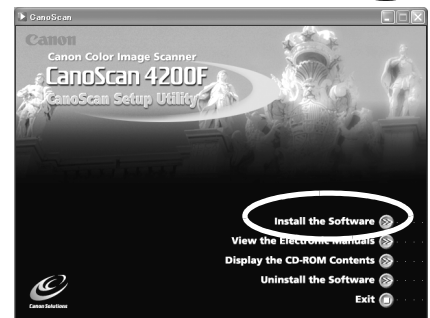 CanoScan
Canon
Canon Color Image Scanner
CanoScan 4200F
CanoScan Setup Utility
Install the Software
View the Electronic Manuals
Display the CD-ROM Contents
Uninstall the Software
Exit
Canon Solutions